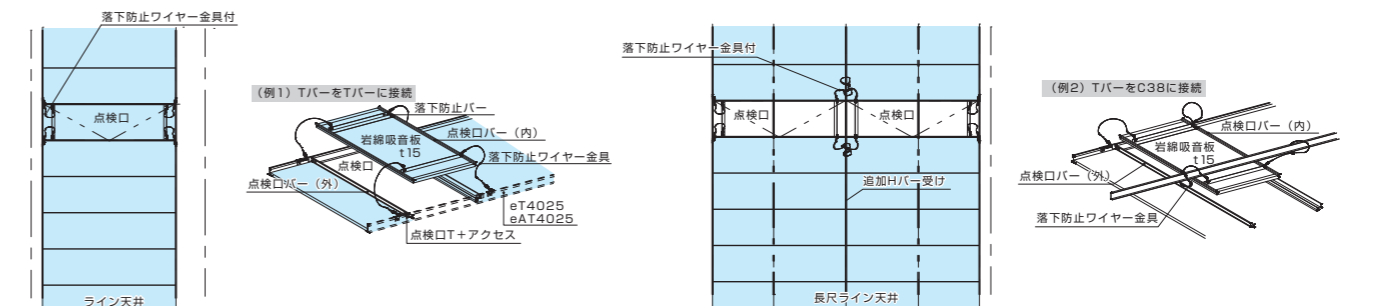 落下防止ワイヤー金具付
点検口
ライン天井
（例1）TバーをTバーに接続
落下防止バー
点検口バー（内）
岩綿吸音板
t15
落下防止ワイヤー金具
点検口
点検口バー（外）
eT4025
eAT4025
点検口T＋アクセス
落下防止ワイヤー金具付
点検口
点検口
追加Hバー受け
長尺ライン天井
（例2）TバーをC38に接続
点検口バー（内）
岩綿吸音板
t15
点検口バー（外）
落下防止ワイヤー金具